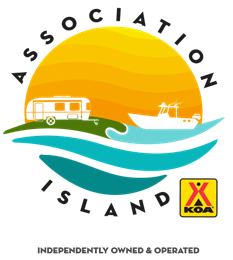 ASSOCIATION
ISLAND
KOA
INDEPENDENTLY OWNED & OPERATED